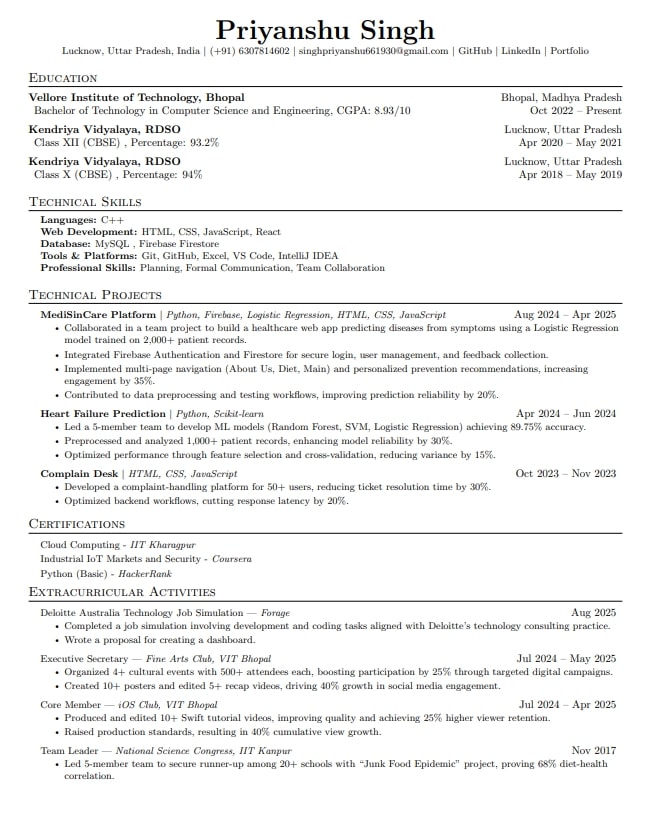 Priyanshu Singh
Lucknow, Uttar Pradesh, India | (+91) 6307814602 | singhpriyanshu661930@gmail.com | GitHub | LinkedIn | Portfolio
Education
Vellore Institute of Technology, Bhopal Bhopal, Madhya Pradesh
Bachelor of Technology in Computer Science and Engineering, CGPA: 8.93/10 Oct 2022 – Present
Kendriya Vidyalaya, RDSO Lucknow, Uttar Pradesh
Class XII (CBSE) , Percentage: 93.2% Apr 2020 – May 2021
Kendriya Vidyalaya, RDSO Lucknow, Uttar Pradesh
Class X (CBSE) , Percentage: 94% Apr 2018 – May 2019
Technical Skills
Languages: C++
Web Development: HTML, CSS, JavaScript, React
Database: MySQL , Firebase Firestore
Tools & Platforms: Git, GitHub, Excel, VS Code, IntelliJ IDEA
Professional Skills: Planning, Formal Communication, Team Collaboration
Technical Projects
MediSinCare Platform | Python, Firebase, Logistic Regression, HTML, CSS, JavaScript Aug 2024 – Apr 2025
• Collaborated in a team project to build a healthcare web app predicting diseases from symptoms using a Logistic Regression
model trained on 2,000+ patient records.
• Integrated Firebase Authentication and Firestore for secure login, user management, and feedback collection.
• Implemented multi-page navigation (About Us, Diet, Main) and personalized prevention recommendations, increasing
engagement by 35%.
• Contributed to data preprocessing and testing workflows, improving prediction reliability by 20%.
Heart Failure Prediction | Python, Scikit-learn Apr 2024 – Jun 2024
• Led a 5-member team to develop ML models (Random Forest, SVM, Logistic Regression) achieving 89.75% accuracy.
• Preprocessed and analyzed 1,000+ patient records, enhancing model reliability by 30%.
• Optimized performance through feature selection and cross-validation, reducing variance by 15%.
Complain Desk | HTML, CSS, JavaScript Oct 2023 – Nov 2023
• Developed a complaint-handling platform for 50+ users, reducing ticket resolution time by 30%.
• Optimized backend workflows, cutting response latency by 20%.
Certifications
Cloud Computing - IIT Kharagpur
Industrial IoT Markets and Security - Coursera
Python (Basic) - HackerRank
Extracurricular Activities
Deloitte Australia Technology Job Simulation — Forage Aug 2025
• Completed a job simulation involving development and coding tasks aligned with Deloitte's technology consulting practice.
• Wrote a proposal for creating a dashboard.
Executive Secretary — Fine Arts Club, VIT Bhopal Jul 2024 – May 2025
• Organized 4+ cultural events with 500+ attendees each, boosting participation by 25% through targeted digital campaigns.
• Created 10+ posters and edited 5+ recap videos, driving 40% growth in social media engagement.
Core Member — iOS Club, VIT Bhopal Jul 2024 – Apr 2025
• Produced and edited 10+ Swift tutorial videos, improving quality and achieving 25% higher viewer retention.
• Raised production standards, resulting in 40% cumulative view growth.
Team Leader — National Science Congress, IIT Kanpur Nov 2017
• Led 5-member team to secure runner-up among 20+ schools with “Junk Food Epidemic” project, proving 68% diet-health
correlation.